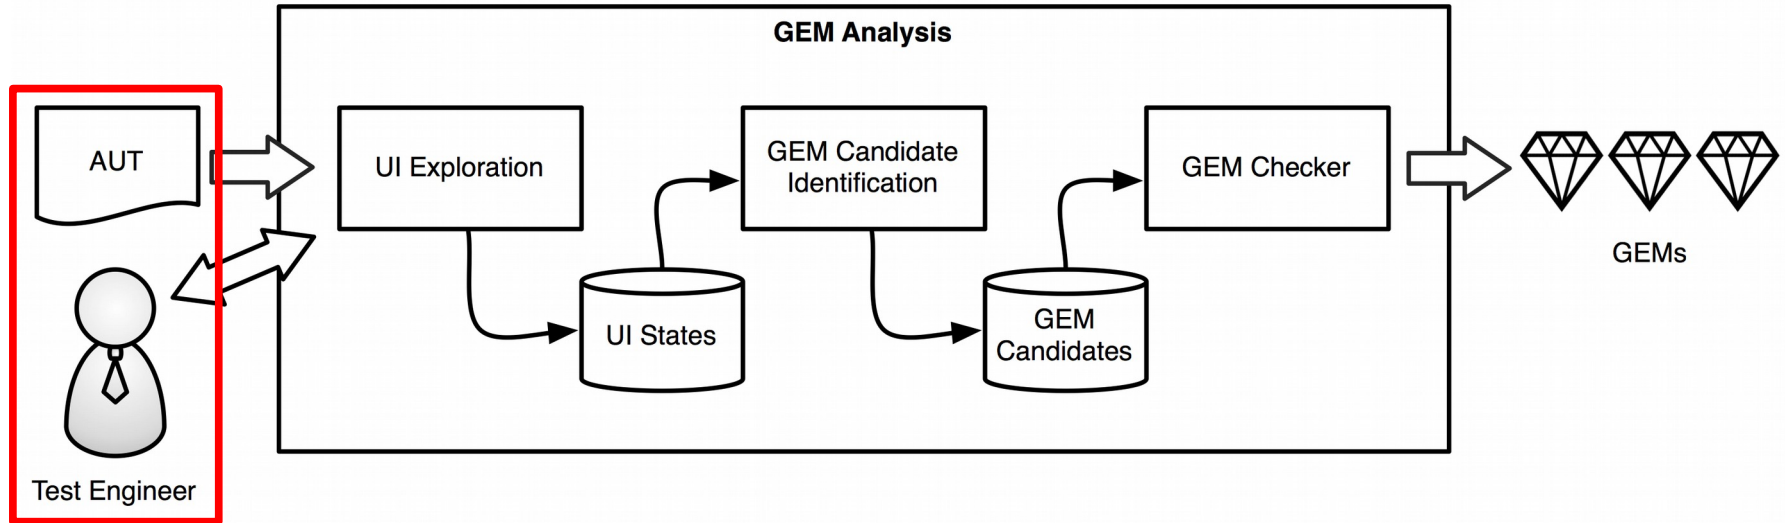 GEM Analysis
AUT
UI Exploration
GEM Candidate
Identification
GEM Checker
UI States
GEM
Candidates
GEMs
Test Engineer